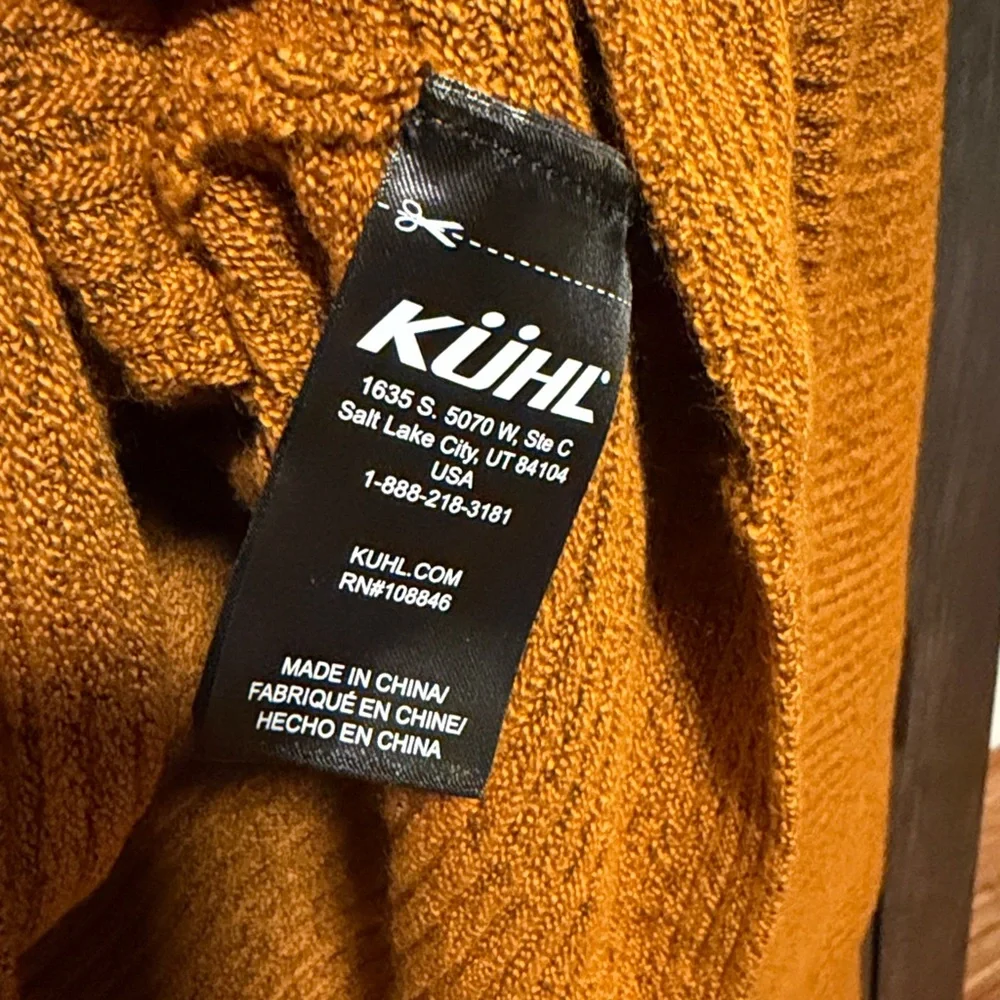 KÜHL
1635 S. 5070 W, Ste C
Salt Lake City, UT 84104
USA
1-888-218-3181
KUHL.COM
RN#108846
MADE IN CHINA/
FABRIQUÉ EN CHINE/
HECHO EN CHINA